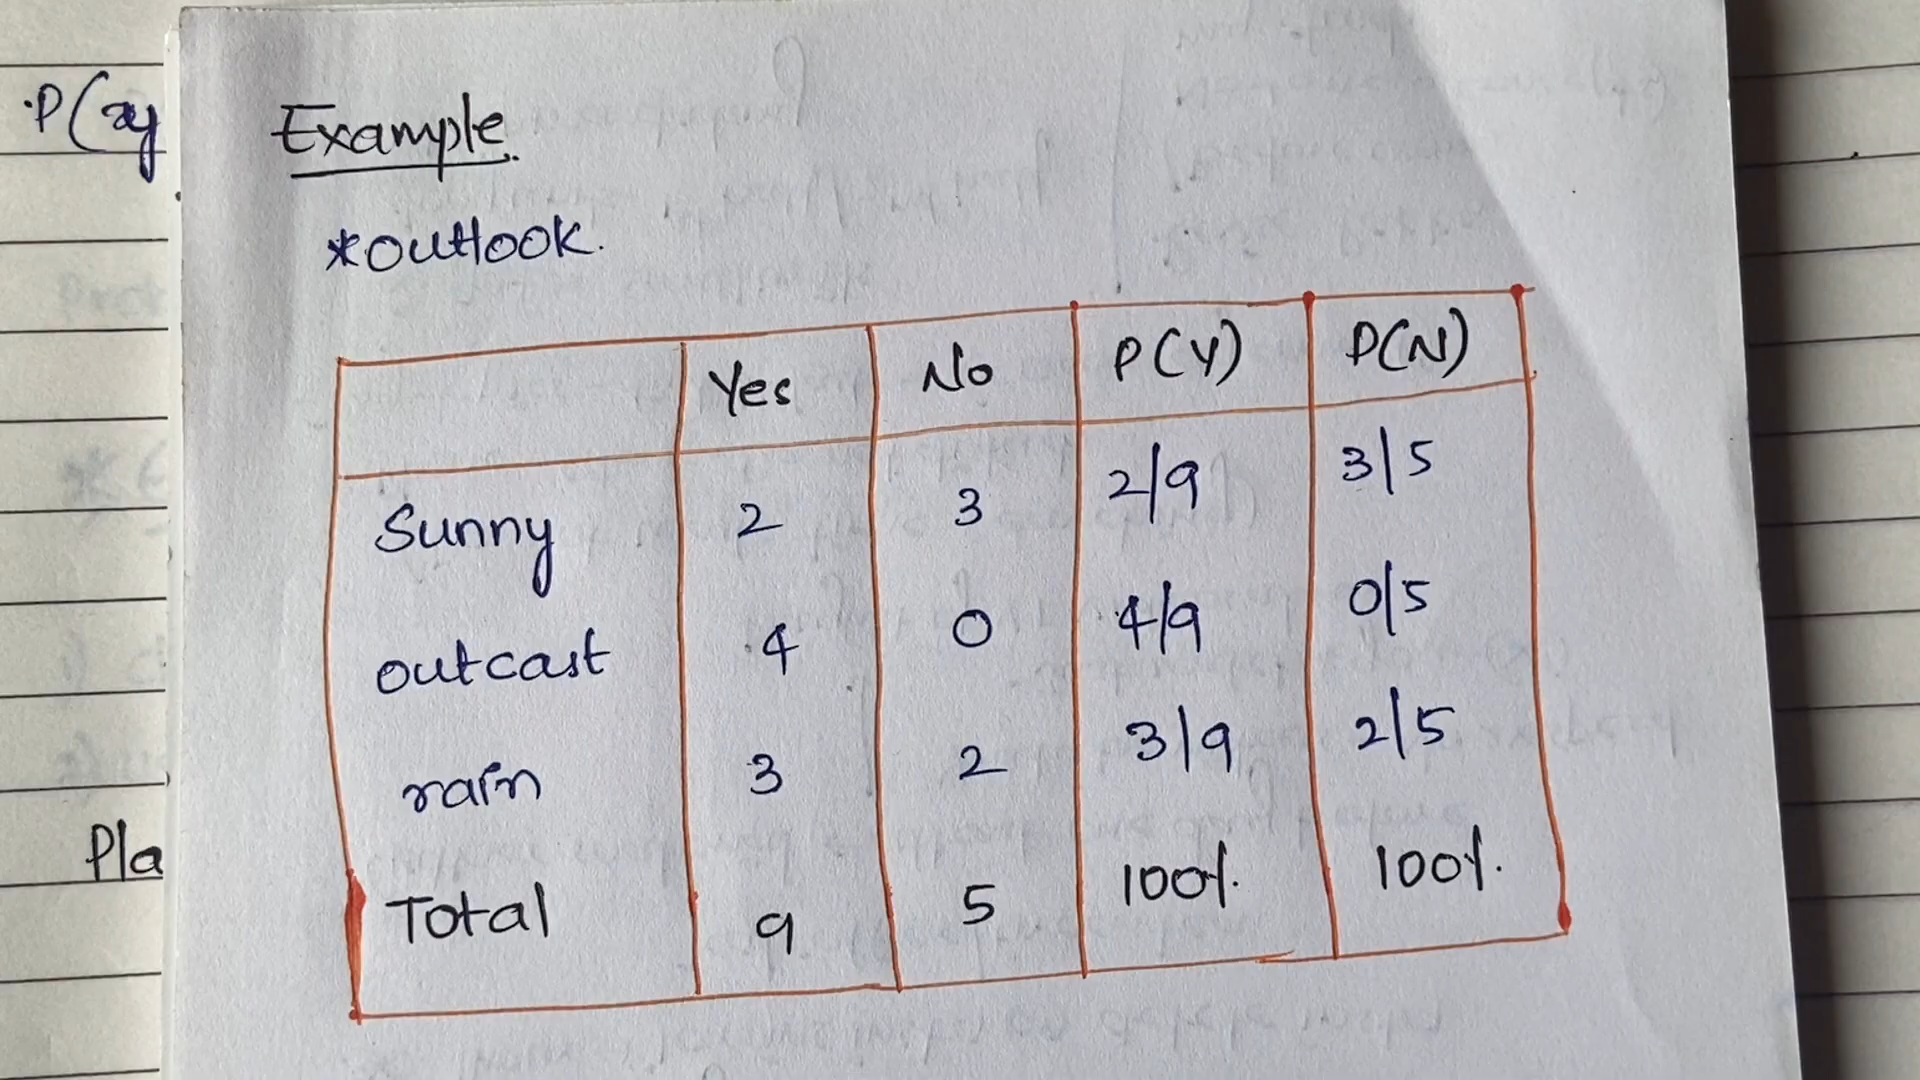 P(xy
Example.
*outlook.
Yes No P(Y) P(N)
Sunny 2 3 2/9 3/5
outcast 4 0 4/9 0/5
rain 3 2 3/9 2/5
Total 9 5 100% 100%
Pla